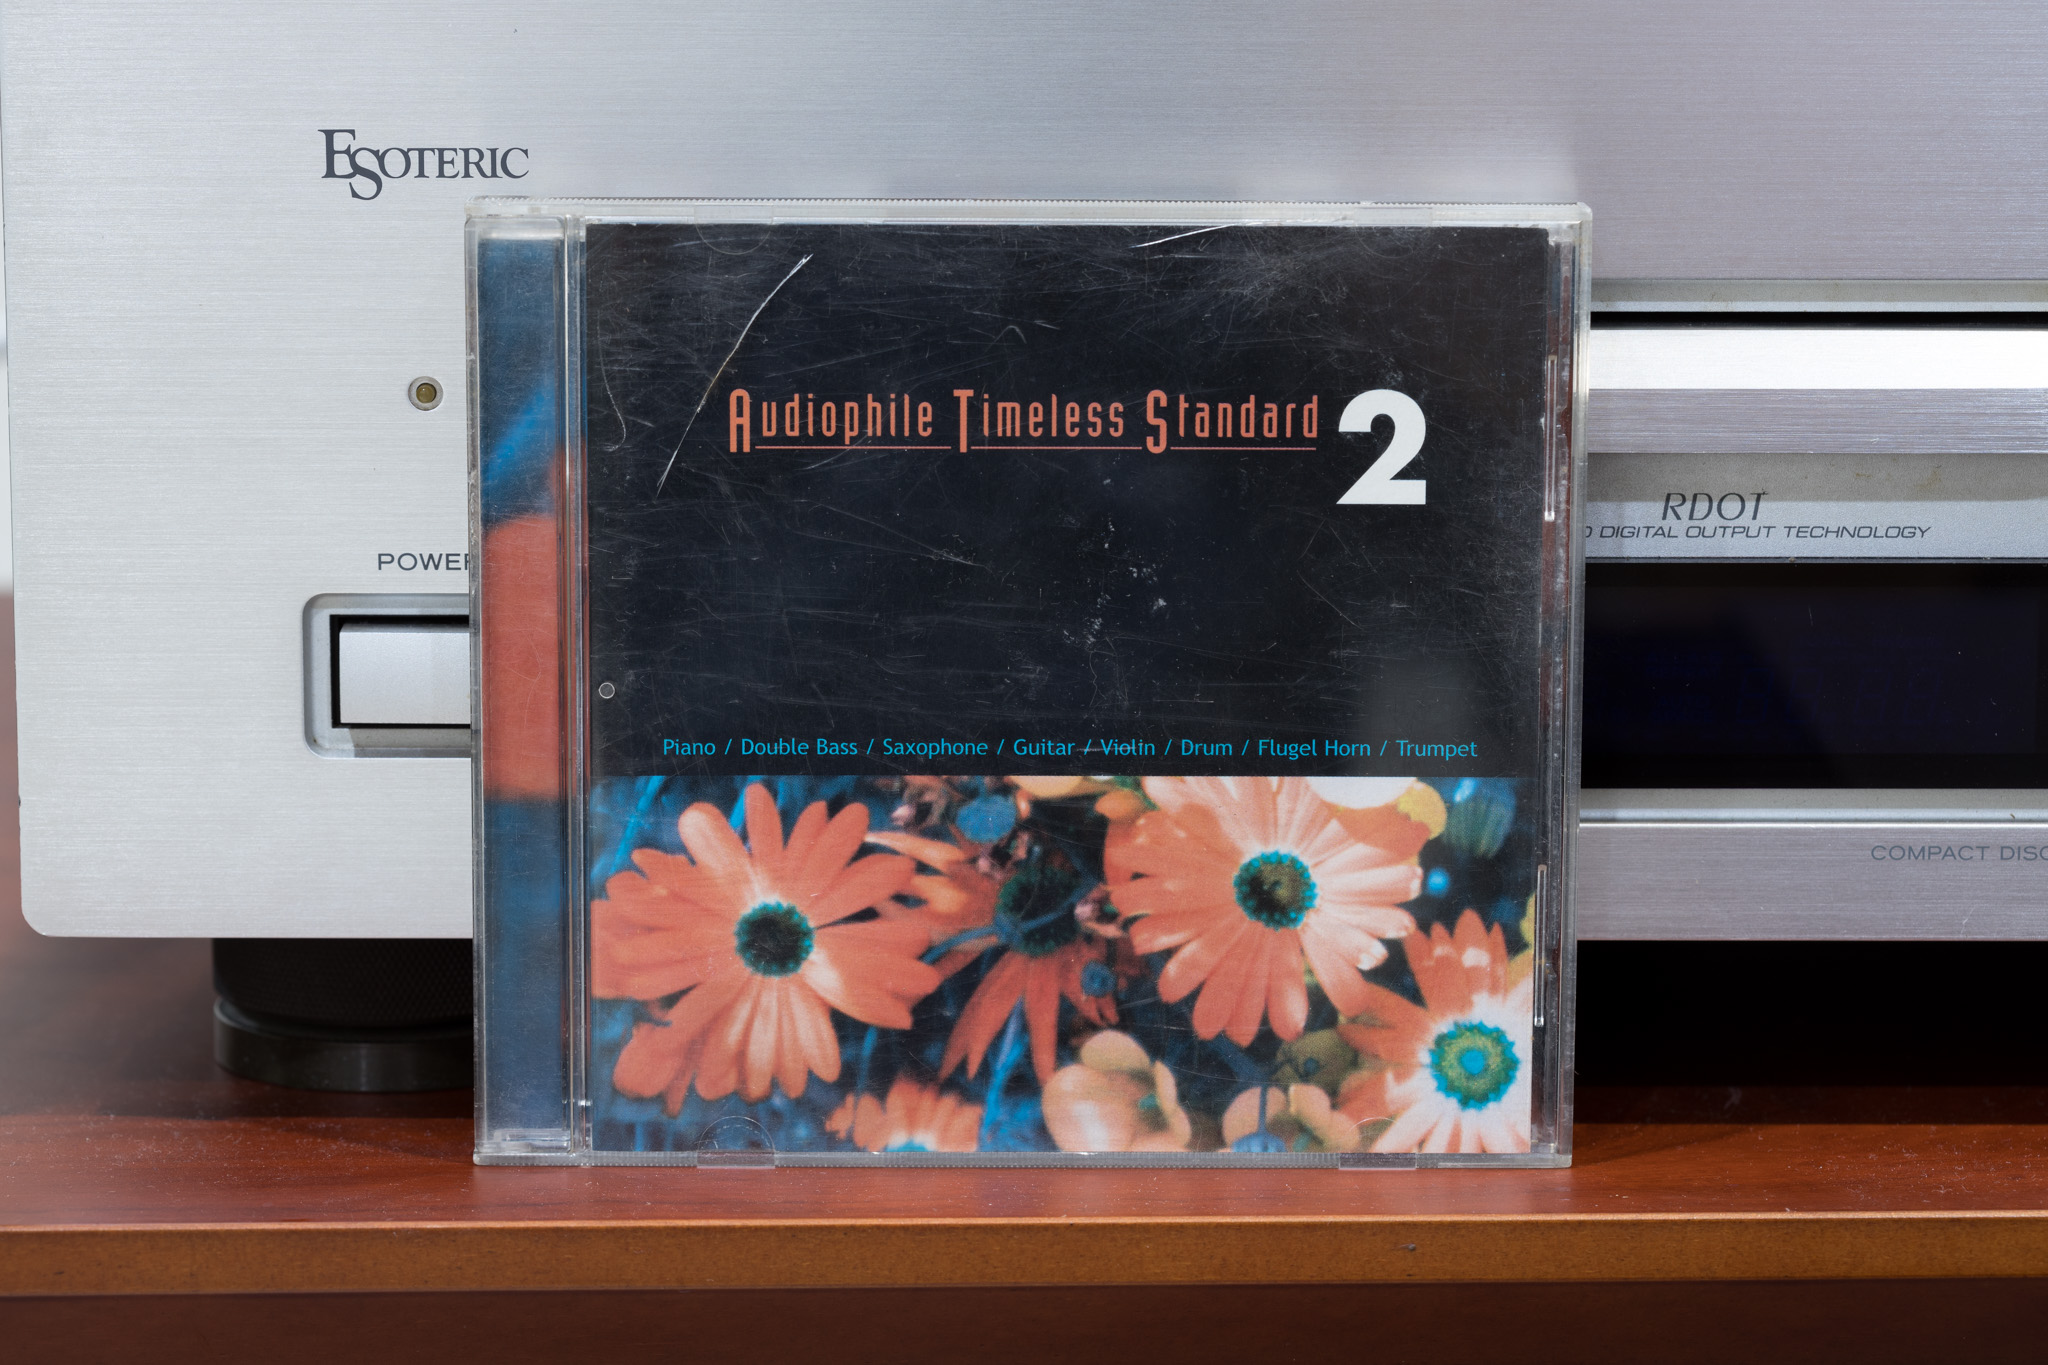 ESOTERIC
Audiophile Timeless Standard 2
RDOT
DIGITAL OUTPUT TECHNOLOGY
POWER
Piano / Double Bass / Saxophone / Guitar / Violin / Drum / Flugel Horn / Trumpet
COMPACT DISC